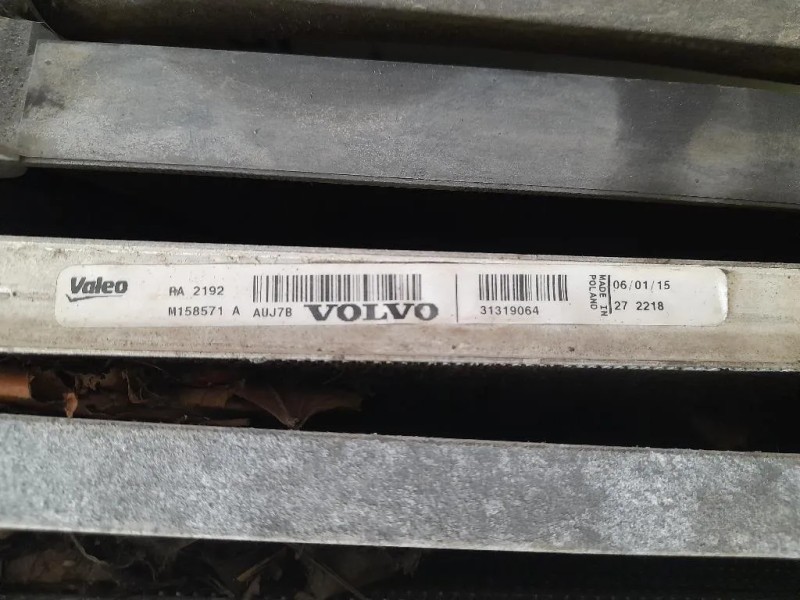 Valeo
RA 2192
M158571 A AUJ7B VOLVO
31319064
MADE IN
POLAND
06/01/15
27 2218